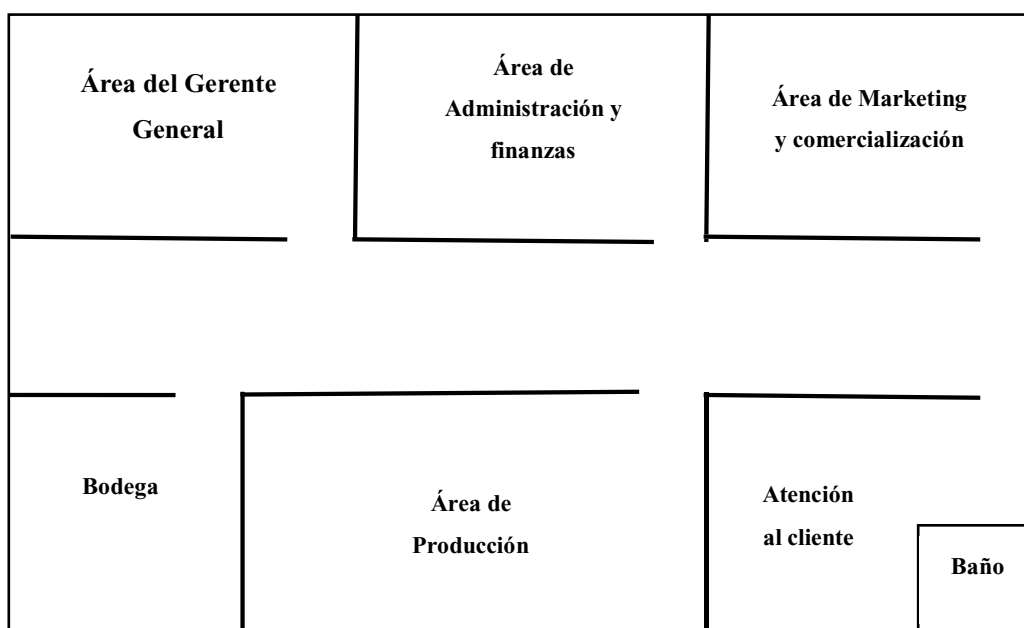 Área del Gerente
General
Área de
Administración y
finanzas
Área de Marketing
y comercialización
Bodega
Área de
Producción
Atención
al cliente
Baño